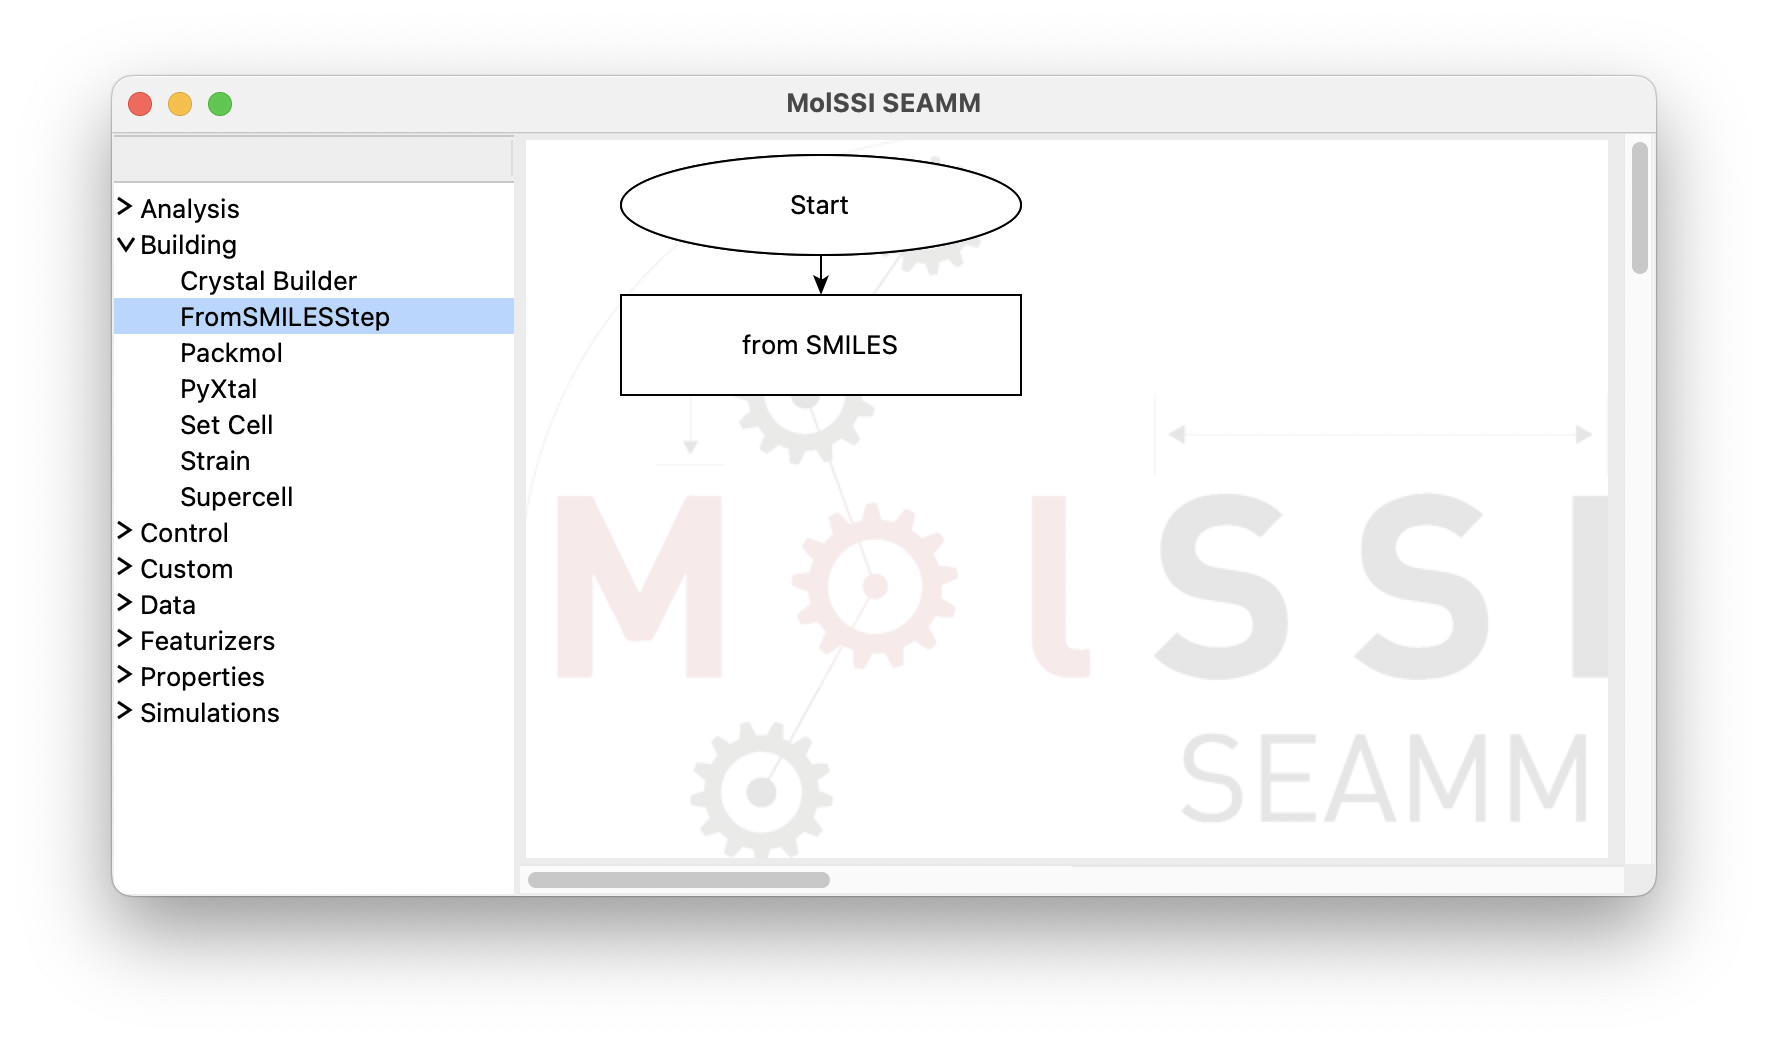 MolSSI SEAMM
Analysis
Building
Crystal Builder
FromSMILESStep
Packmol
PyXtal
Set Cell
Strain
Supercell
Control
Custom
Data
Featurizers
Properties
Simulations
Start
from SMILES
MolSSI
SEAMM